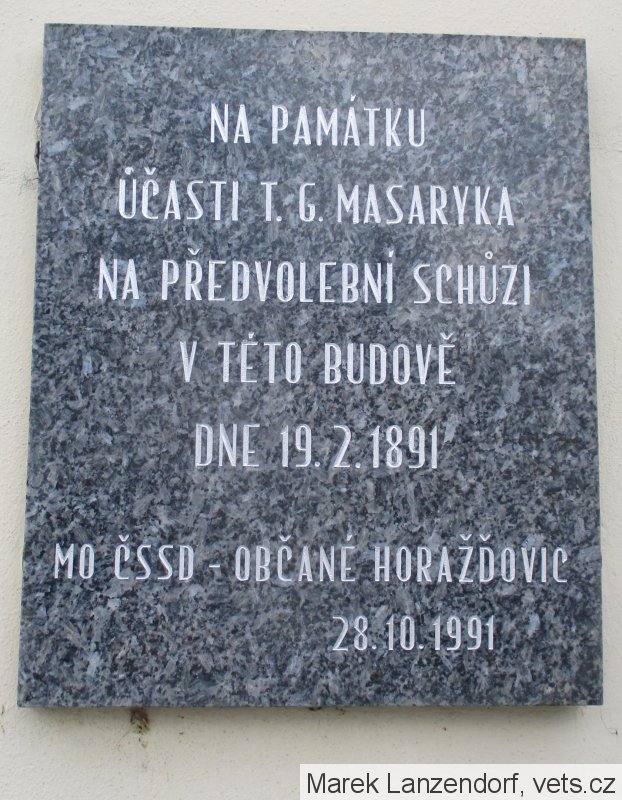 NA PAMÁTKU
ÚČASTI T. G. MASARYKA
NA PŘEDVOLEBNÍ SCHŮZI
V TÉTO BUDOVĚ
DNE 19. 2. 1891
MO ČSSD - OBČANÉ HORAŽĎOVIC
28. 10. 1991
Marek Lanzendorf, vets.cz